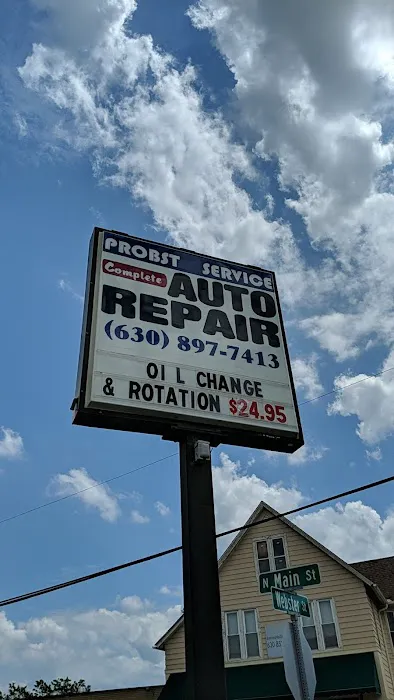 PROBST SERVICE
Complete AUTO
REPAIR
(630) 897-7413
OI L CHANGE
& ROTATION $24.95
N Main St
Webster St